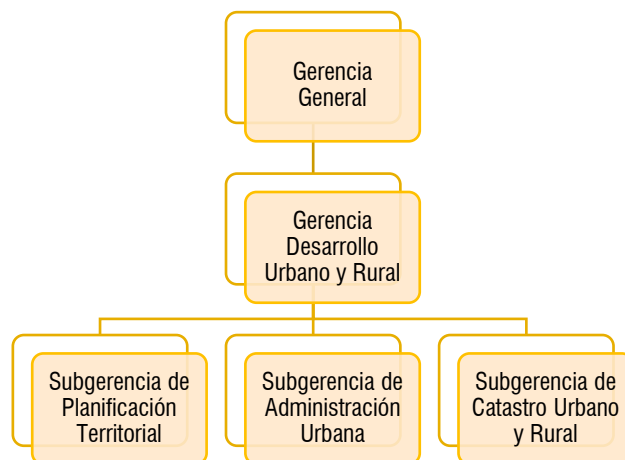 Gerencia
General
Gerencia
Desarrollo
Urbano y Rural
Subgerencia de
Planificación
Territorial
Subgerencia de
Administración
Urbana
Subgerencia de
Catastro Urbano
y Rural